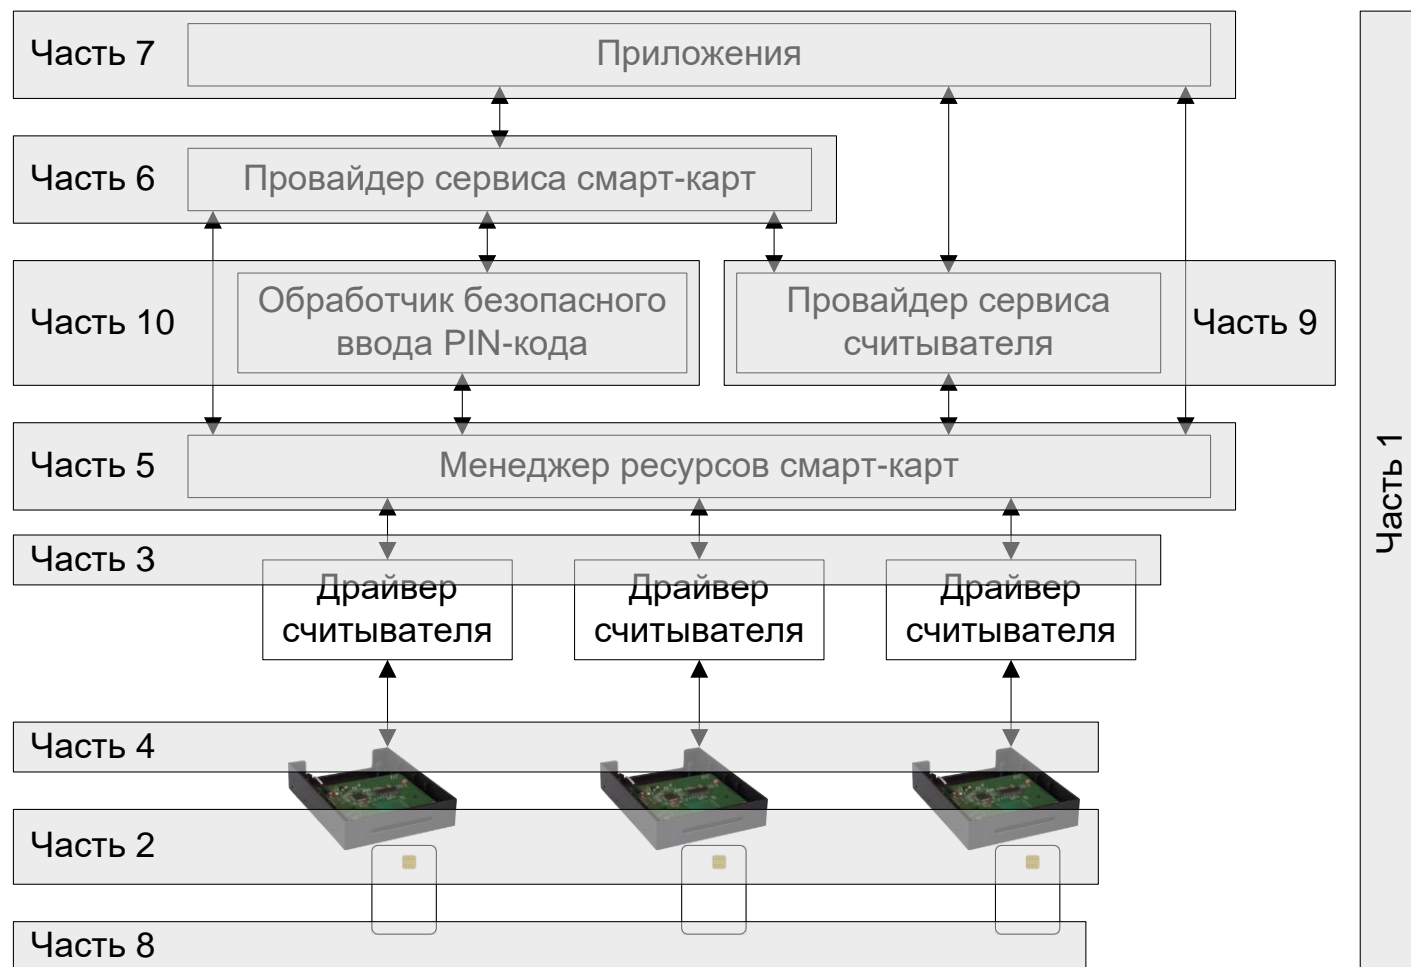 Часть 7
Приложения
Часть 6
Провайдер сервиса смарт-карт
Часть 10
Обработчик безопасного
ввода PIN-кода
Провайдер сервиса
считывателя
Часть 9
Часть 5
Менеджер ресурсов смарт-карт
Часть 3
Драйвер
считывателя
Драйвер
считывателя
Драйвер
считывателя
Часть 4
Часть 2
Часть 8
Часть 1